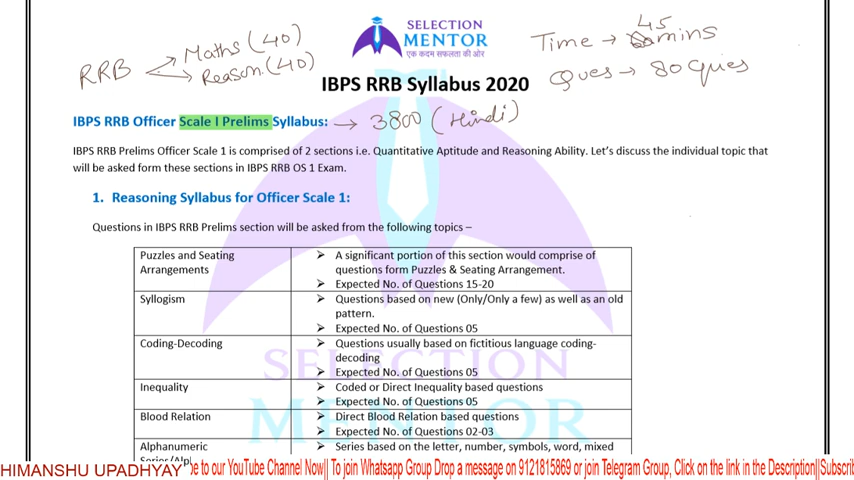 SELECTION
MENTOR
एक कदम सफलता की ओर
RRB → Maths (40)
→ Reason. (40)
Time → 45 mins
Ques → 80 Ques
IBPS RRB Syllabus 2020
IBPS RRB Officer Scale I Prelims Syllabus: → 3800 (Hindi)
IBPS RRB Prelims Officer Scale 1 is comprised of 2 sections i.e. Quantitative Aptitude and Reasoning Ability. Let's discuss the individual topic that
will be asked form these sections in IBPS RRB OS 1 Exam.
1. Reasoning Syllabus for Officer Scale 1:
Questions in IBPS RRB Prelims section will be asked from the following topics –
Puzzles and Seating
Arrangements
➤ A significant portion of this section would comprise of
questions form Puzzles & Seating Arrangement.
➤ Expected No. of Questions 15-20
Syllogism
➤ Questions based on new (Only/Only a few) as well as an old
pattern.
➤ Expected No. of Questions 05
Coding-Decoding
➤ Questions usually based on fictitious language coding-
decoding
➤ Expected No. of Questions 05
Inequality
➤ Coded or Direct Inequality based questions
➤ Expected No. of Questions 05
Blood Relation
➤ Direct Blood Relation based questions
➤ Expected No. of Questions 02-03
Alphanumeric
➤ Series based on the letter, number, symbols, word, mixed
SELECTION
MENTOR
HIMANSHU UPADHYAY
be to our YouTube Channel Now|| To join Whatsapp Group Drop a message on 9121815869 or join Telegram Group, Click on the link in the Description||Subscrib